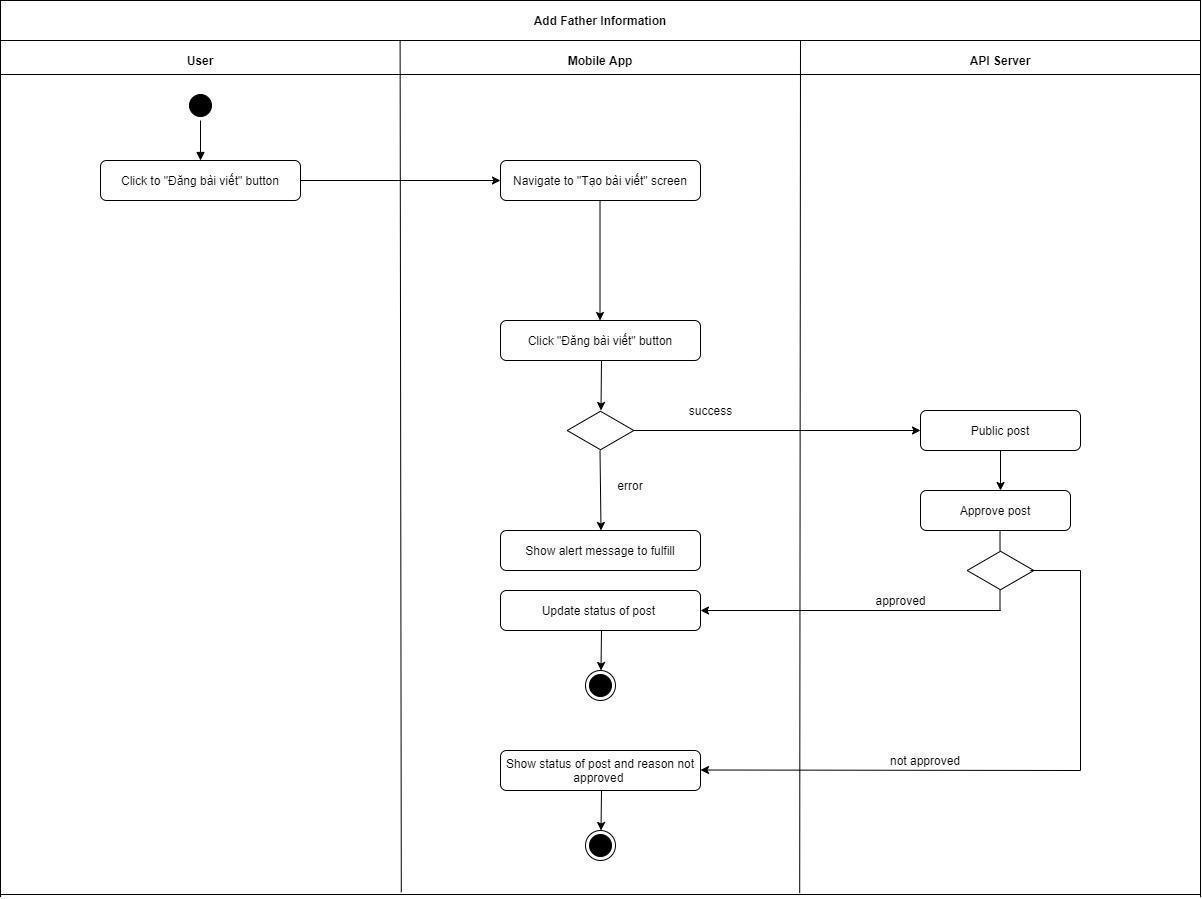 Add Father Information
User
Mobile App
API Server
Click to "Đăng bài viết" button
Navigate to "Tạo bài viết" screen
Click "Đăng bài viết" button
success
Public post
error
Approve post
Show alert message to fulfill
approved
Update status of post
not approved
Show status of post and reason not
approved